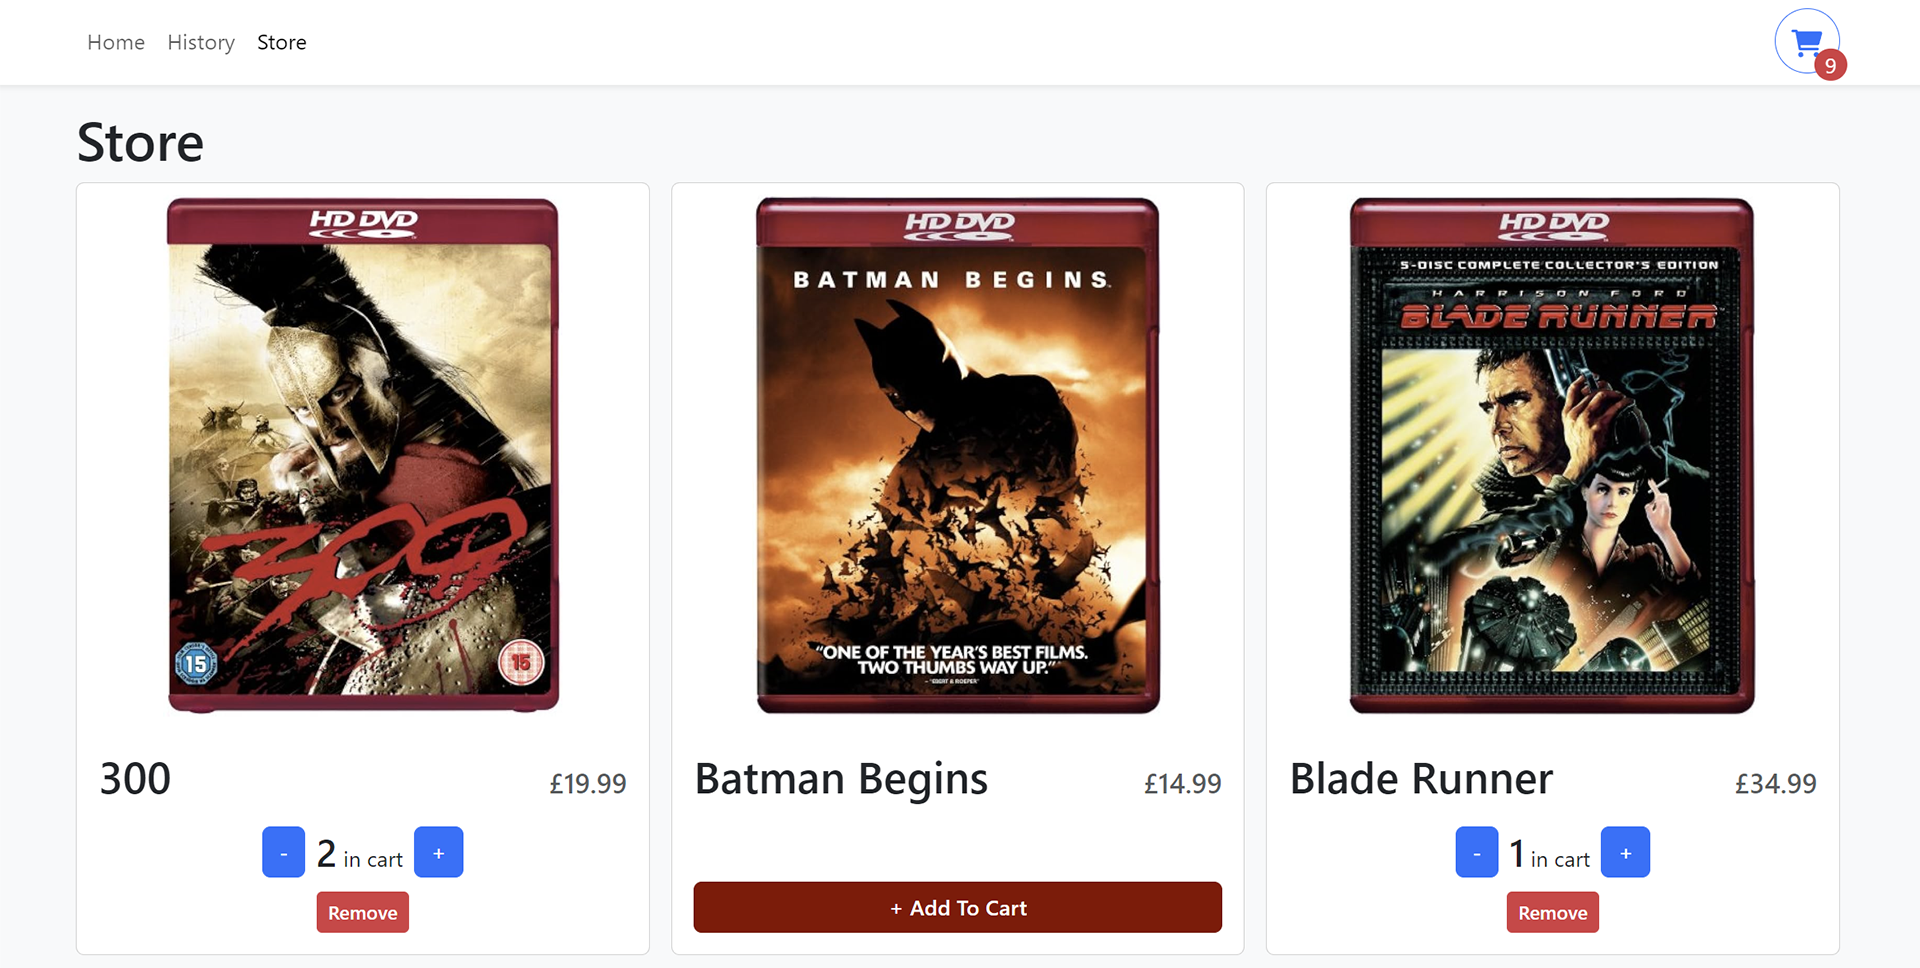 Home History Store
9
Store
HD DVD
15
300
15
300 £19.99
- 2 in cart +
Remove
HD DVD
BATMAN BEGINS
"ONE OF THE YEAR'S BEST FILMS.
TWO THUMBS WAY UP."
- "EBERT & ROEPER"
Batman Begins £14.99
+ Add To Cart
HD DVD
5-DISC COMPLETE COLLECTOR'S EDITION
HARRISON FORD
BLADE RUNNER
Blade Runner £34.99
- 1 in cart +
Remove